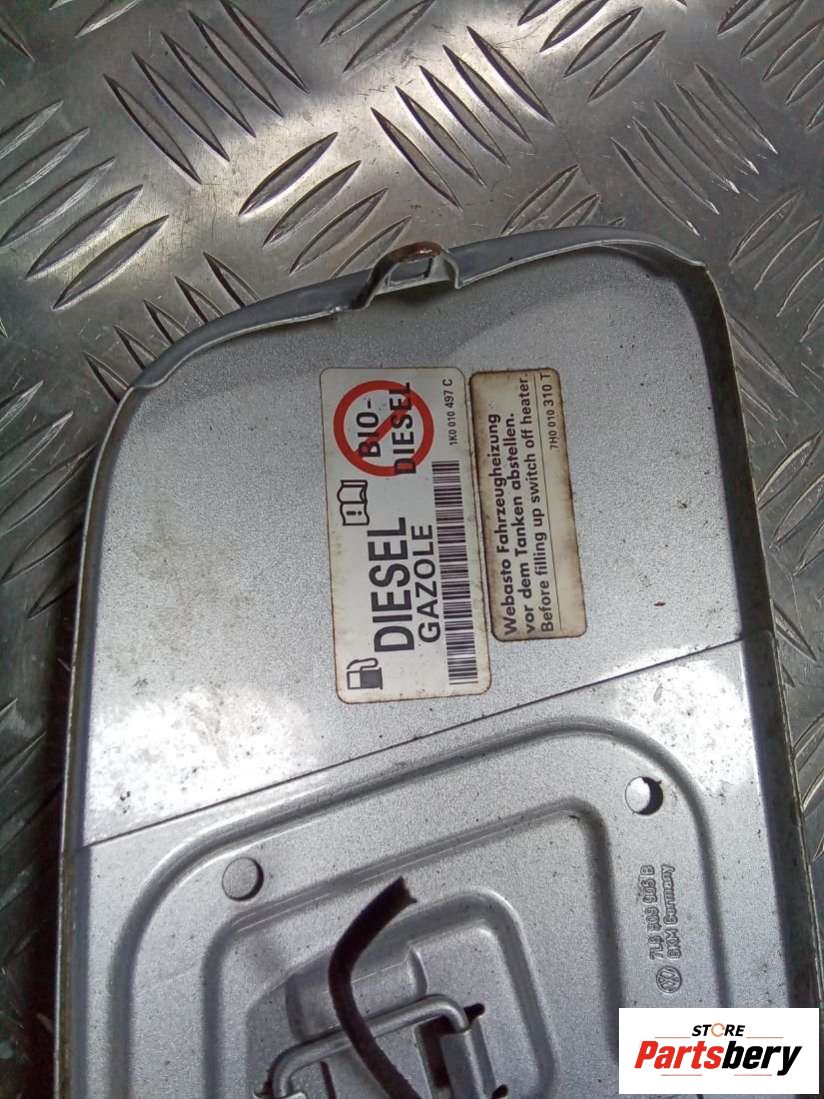 BIO-
DIESEL
1K0 010 497 C
DIESEL
GAZOLE
Webasto Fahrzeugheizung
vor dem Tanken abstellen.
Before filling up switch off heater.
7H0 010 310 T
Germany
STORE
Partsbery